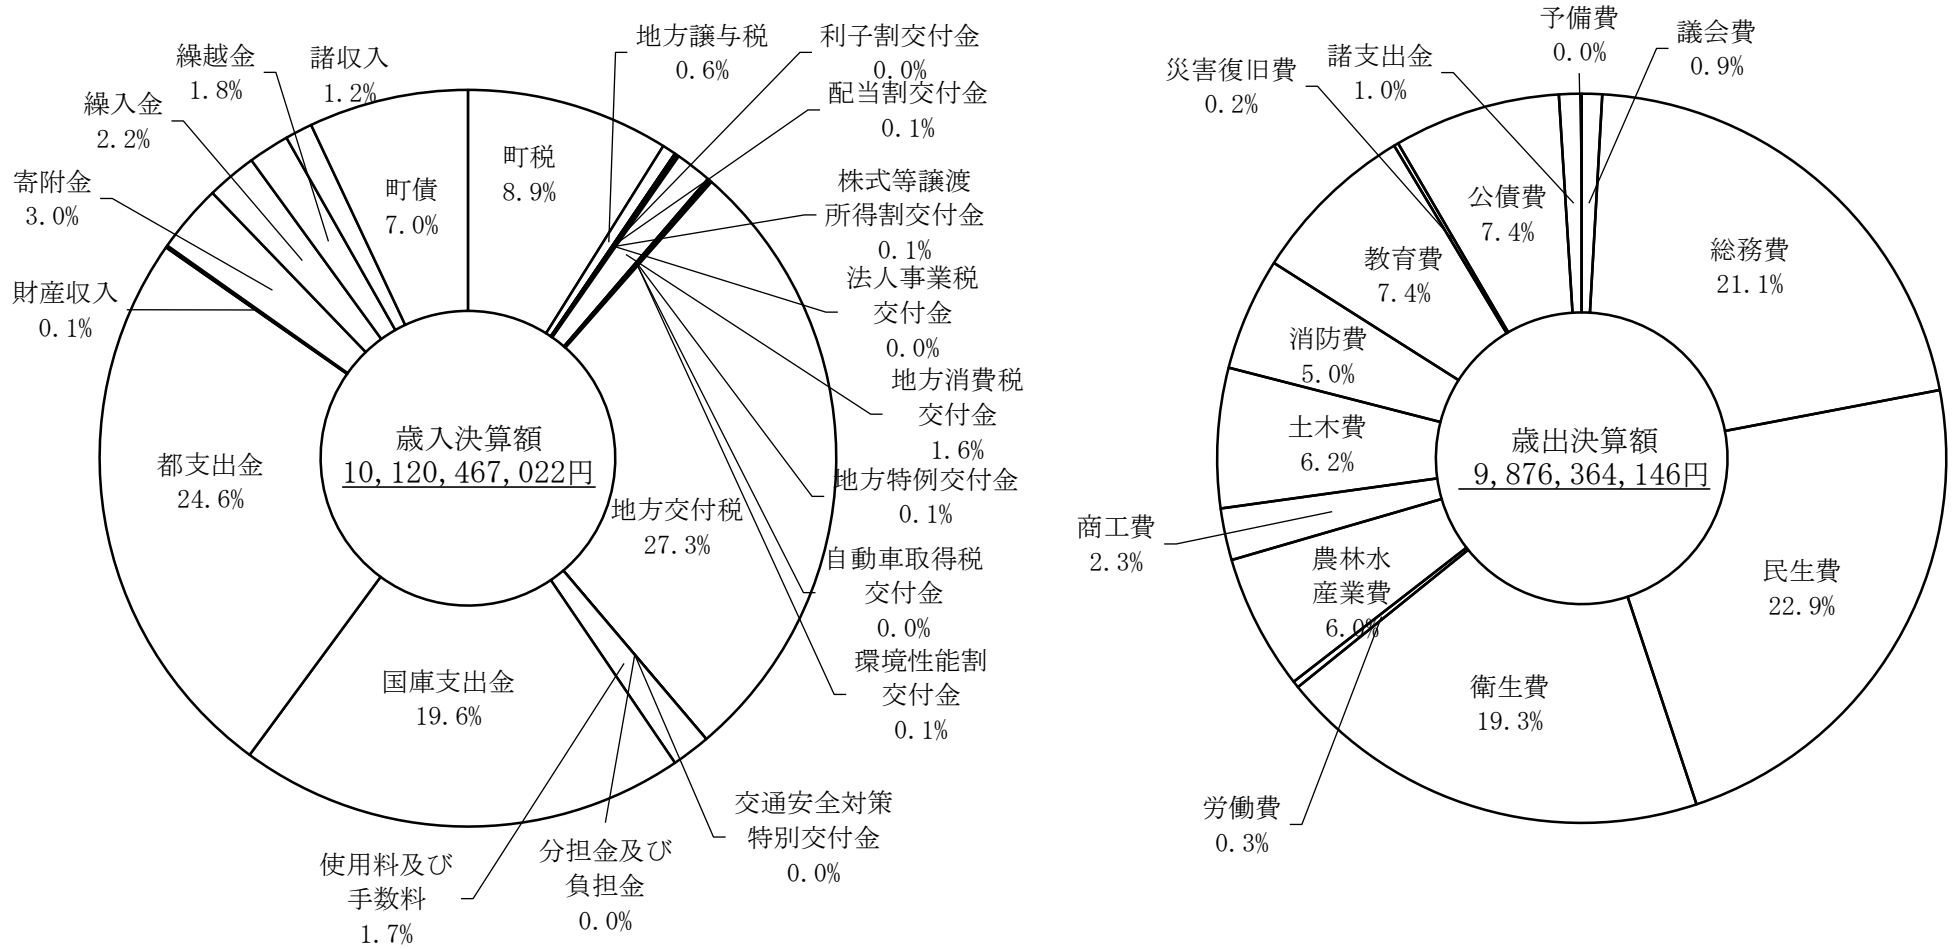 地方譲与税
0.6%
利子割交付金
0.0%
配当割交付金
0.1%
株式等譲渡
所得割交付金
0.1%
法人事業税
交付金
0.0%
地方消費税
交付金
1.6%
地方特例交付金
0.1%
自動車取得税
交付金
0.0%
環境性能割
交付金
0.1%
町税
8.9%
地方交付税
27.3%
交通安全対策
特別交付金
0.0%
分担金及び
負担金
0.0%
使用料及び
手数料
1.7%
国庫支出金
19.6%
都支出金
24.6%
財産収入
0.1%
寄附金
3.0%
繰入金
2.2%
繰越金
1.8%
諸収入
1.2%
町債
7.0%
歳入決算額
10,120,467,022円
予備費
0.0%
議会費
0.9%
総務費
21.1%
民生費
22.9%
衛生費
19.3%
労働費
0.3%
農林水
産業費
6.0%
商工費
2.3%
土木費
6.2%
消防費
5.0%
教育費
7.4%
災害復旧費
0.2%
公債費
7.4%
諸支出金
1.0%
歳出決算額
9,876,364,146円